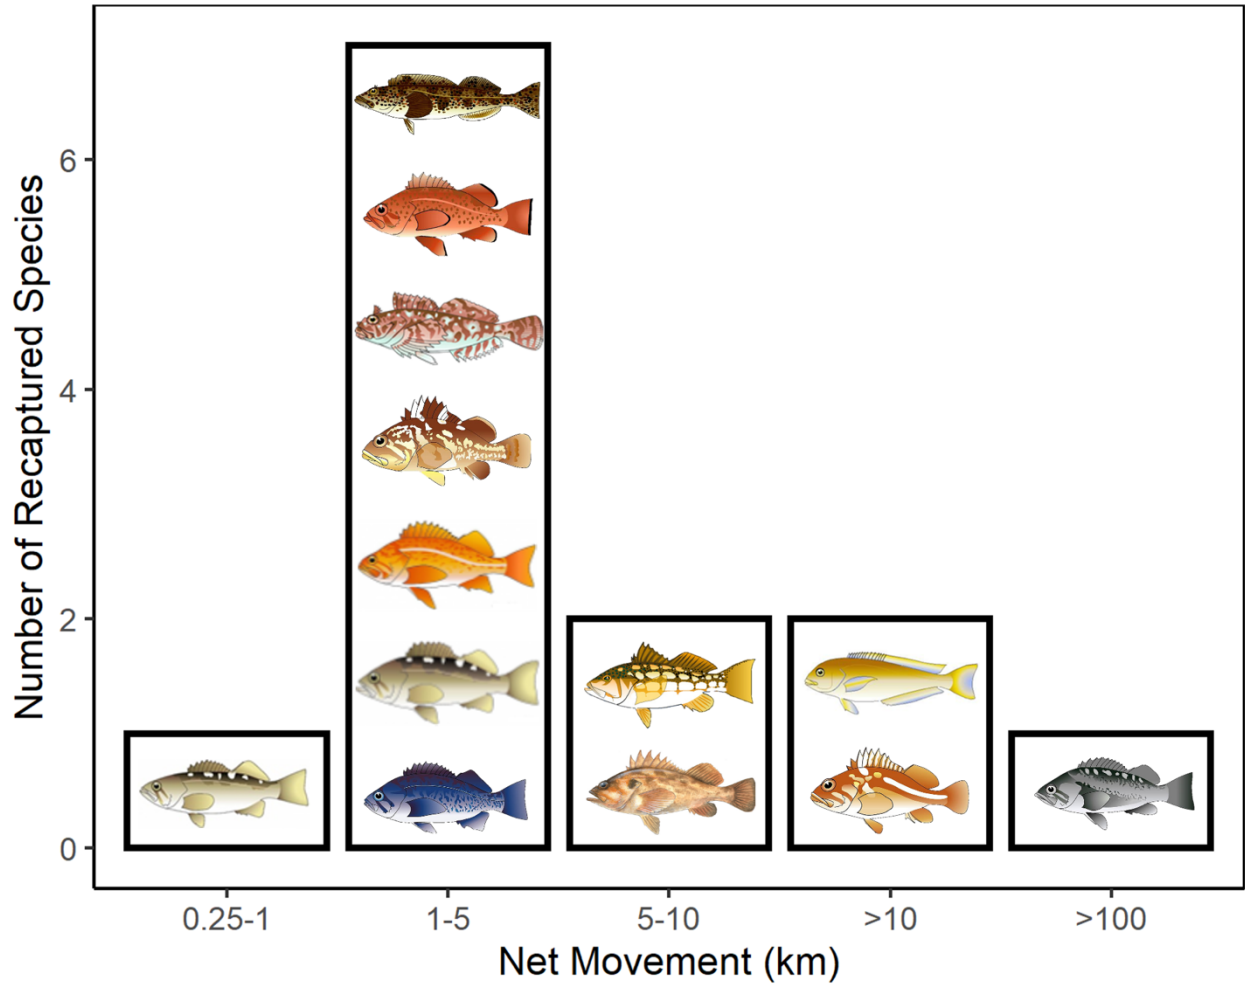 Number of Recaptured Species
6
4
2
0
0.25-1 1-5 5-10 >10 >100
Net Movement (km)